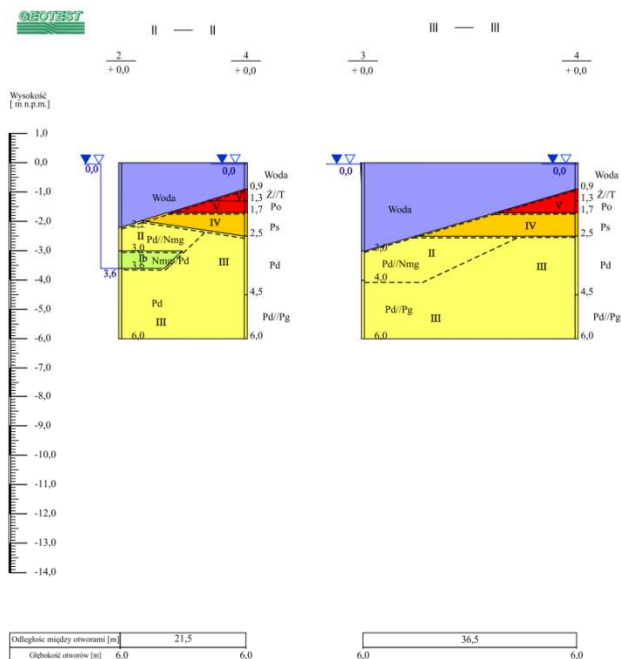 GEOTEST
II — II
III — III
2
+ 0,0
4
+ 0,0
3
+ 0,0
4
+ 0,0
Wysokość
[ m n.p.m.]
1,0
0,0
-1,0
-2,0
-3,0
-4,0
-5,0
-6,0
-7,0
-8,0
-9,0
-10,0
-11,0
-12,0
-13,0
-14,0
0,0
3,6
0,0
Woda
0,9
1,3
1,7
2,5
4,5
6,0
Woda
Ż//T
Po
Ps
Pd
Pd//Pg
V
V
IV
II
Pd//Nmg
3,0
Ib
Nmg//Pd
3,6
III
Pd
III
6,0
0,0
0,0
Woda
0,9
1,3
1,7
2,5
4,5
6,0
Woda
Ż//T
Po
Ps
Pd
Pd//Pg
V
IV
3,0
II
Pd//Nmg
III
4,0
Pd//Pg
III
6,0
Odległośc między otworami [m]
21,5
36,5
Głębokość otworów [m]
6,0
6,0
6,0
6,0